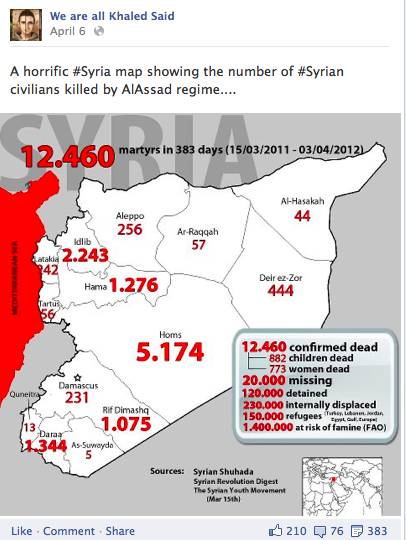 We are all Khaled Said
April 6
A horrific #Syria map showing the number of #Syrian
civilians killed by AlAssad regime....
SYRIA
12.460 martyrs in 383 days (15/03/2011 - 03/04/2012)
Al-Hasakah
44
Aleppo
256
Ar-Raqqah
57
Idlib
2.243
Latakia
242
Hama 1.276
Deir ez-Zor
444
MEDITERRANEAN SEA
Tartus
56
Homs
5.174
12.460 confirmed dead
882 children dead
773 women dead
20.000 missing
120.000 detained
230.000 internally displaced
150.000 refugees (Turkey, Lebanon, Jordan,
Egypt, Gulf, Europe)
1.400.000 at risk of famine (FAO)
Damascus
231
Quneitra
13
Rif Dimashq
1.075
Daraa
1.344
As-Suwayda
5
Sources: Syrian Shuhada
Syrian Revolution Digest
The Syrian Youth Movement
(Mar 15th)
Like · Comment · Share
210 76 383